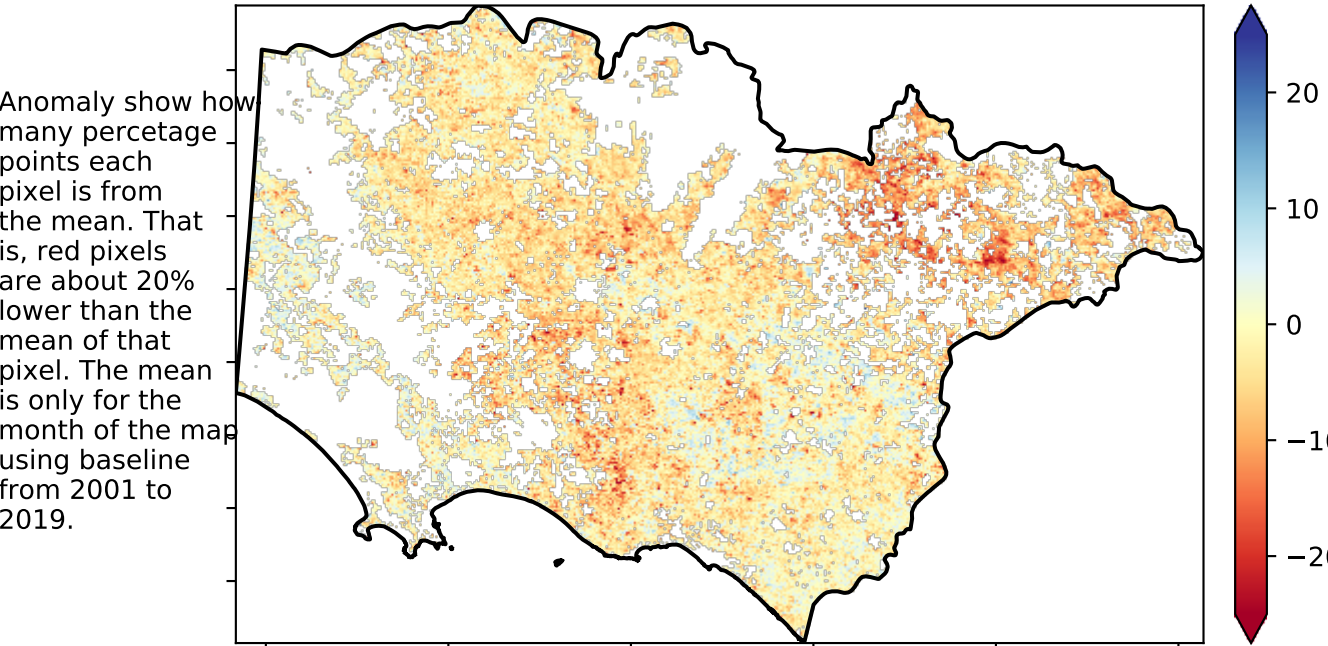 Anomaly show how
many percetage
points each
pixel is from
the mean. That
is, red pixels
are about 20%
lower than the
mean of that
pixel. The mean
is only for the
month of the map
using baseline
from 2001 to
2019.
20
10
0
−10
−20